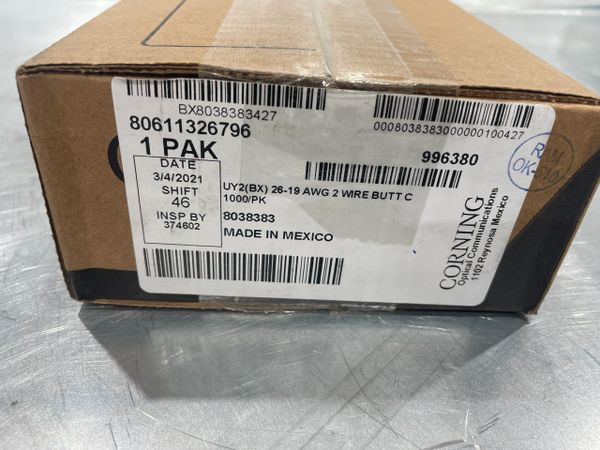 BX8038383427
80611326796
1 PAK
0008038383000000100427
996380
DATE
3/4/2021
SHIFT
46
INSP BY
374602
UY2(BX) 26-19 AWG 2 WIRE BUTT C
1000/PK
8038383
MADE IN MEXICO
CORNING
Optical Communications
1102 Reynosa Mexico